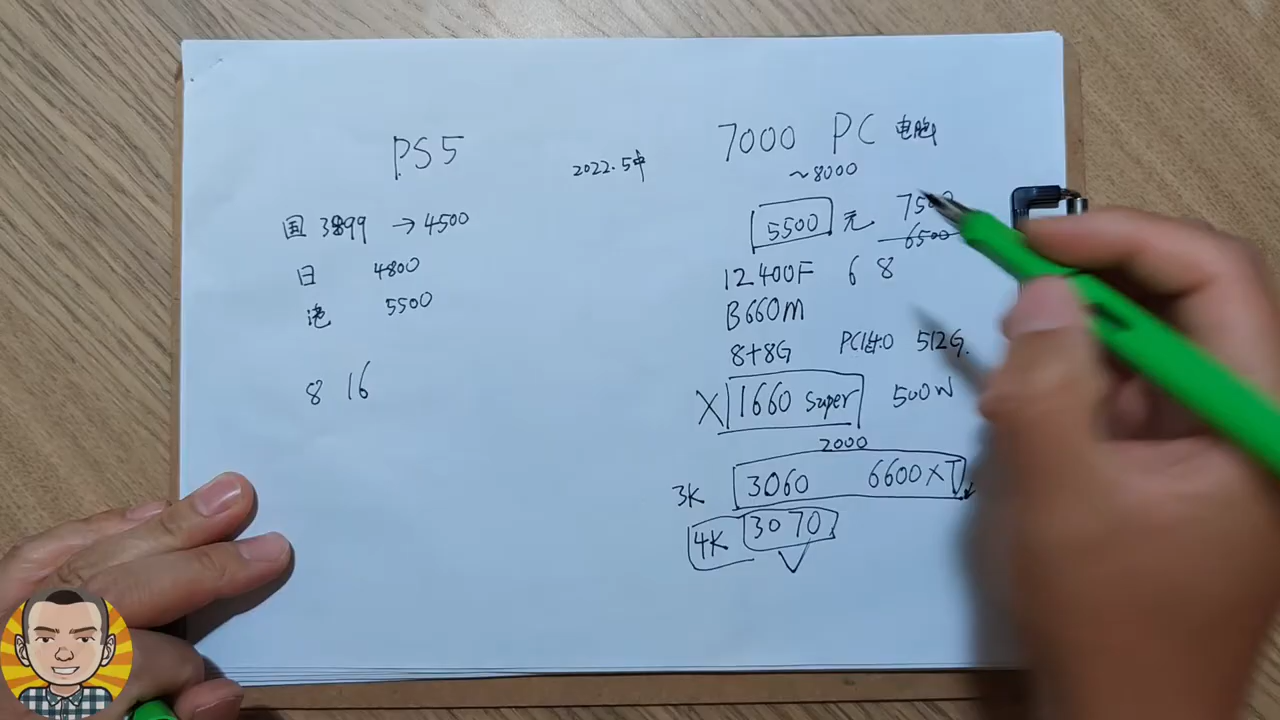 PS5
2022.5中
国 3899 → 4500
日 4800
港 5500
8 16
7000 PC 电脑
~8000
5500 元 7500
6500
12400F 6 8
B660M
8+8G PCIE4.0 512G.
X 1660 super 500W
2000
3K 3060 6600XT
4K 3070